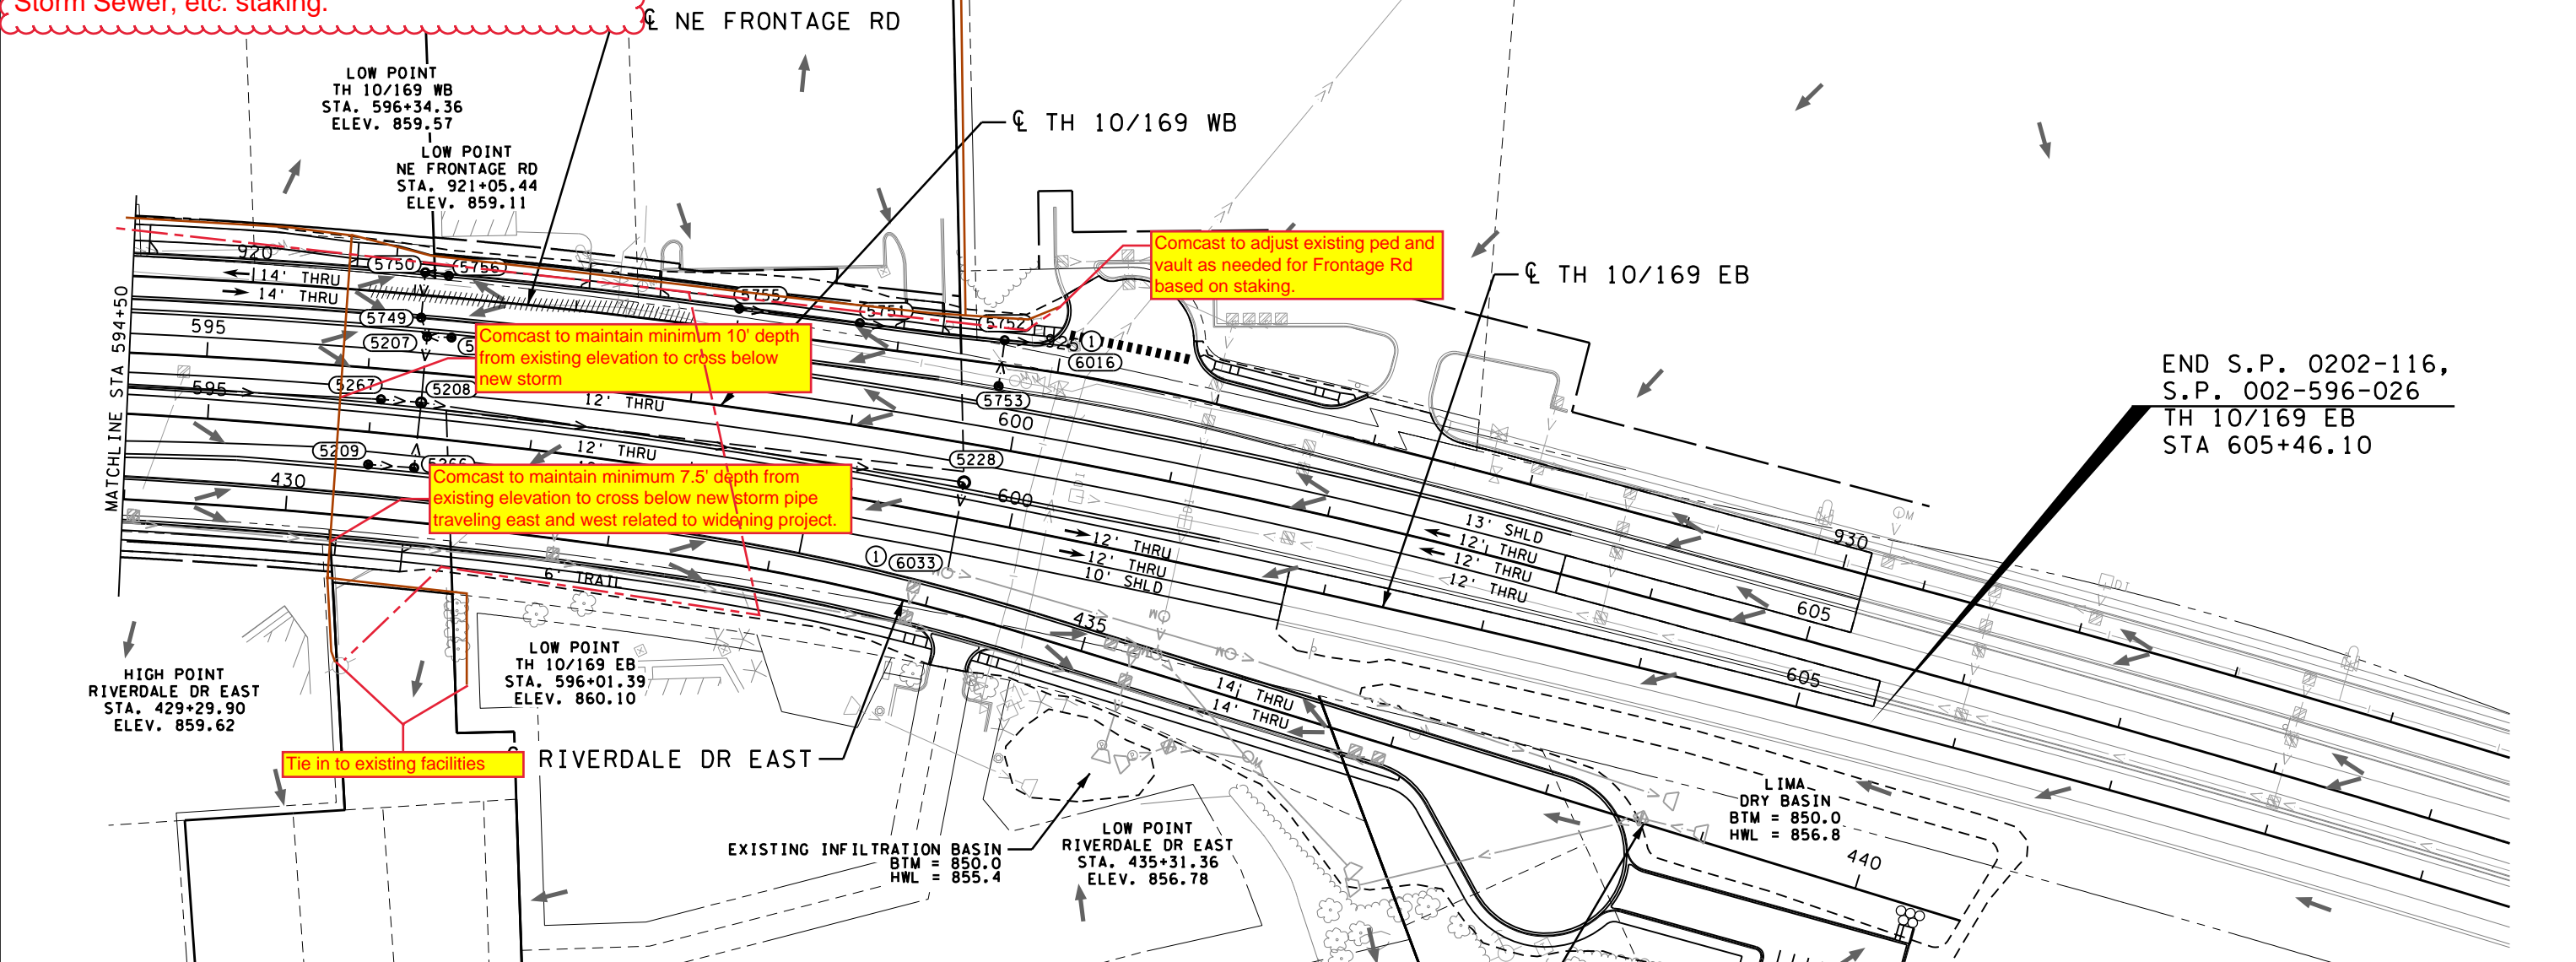 Storm Sewer, etc. staking.
℄ NE FRONTAGE RD
LOW POINT
TH 10/169 WB
STA. 596+34.36
ELEV. 859.57
LOW POINT
NE FRONTAGE RD
STA. 921+05.44
ELEV. 859.11
℄ TH 10/169 WB
Comcast to adjust existing ped and
vault as needed for Frontage Rd
based on staking.
℄ TH 10/169 EB
END S.P. 0202-116,
S.P. 002-596-026
TH 10/169 EB
STA 605+46.10
MATCHLINE STA 594+50
920
14' THRU
14' THRU
5750
5756
5755
5751
5752
5749
5207
595
1
6016
Comcast to maintain minimum 10' depth
from existing elevation to cross below
new storm
5267
5208
595
12' THRU
5753
600
12' THRU
5209
5228
430
Comcast to maintain minimum 7.5' depth from
existing elevation to cross below new storm pipe
traveling east and west related to widening project.
600
1
6033
12' THRU
12' THRU
10' SHLD
13' SHLD
12' THRU
12' THRU
12' THRU
930
605
605
6' TRAIL
435
14' THRU
14' THRU
HIGH POINT
RIVERDALE DR EAST
STA. 429+29.90
ELEV. 859.62
LOW POINT
TH 10/169 EB
STA. 596+01.39
ELEV. 860.10
Tie in to existing facilities
RIVERDALE DR EAST
EXISTING INFILTRATION BASIN
BTM = 850.0
HWL = 855.4
LOW POINT
RIVERDALE DR EAST
STA. 435+31.36
ELEV. 856.78
LIMA
DRY BASIN
BTM = 850.0
HWL = 856.8
440